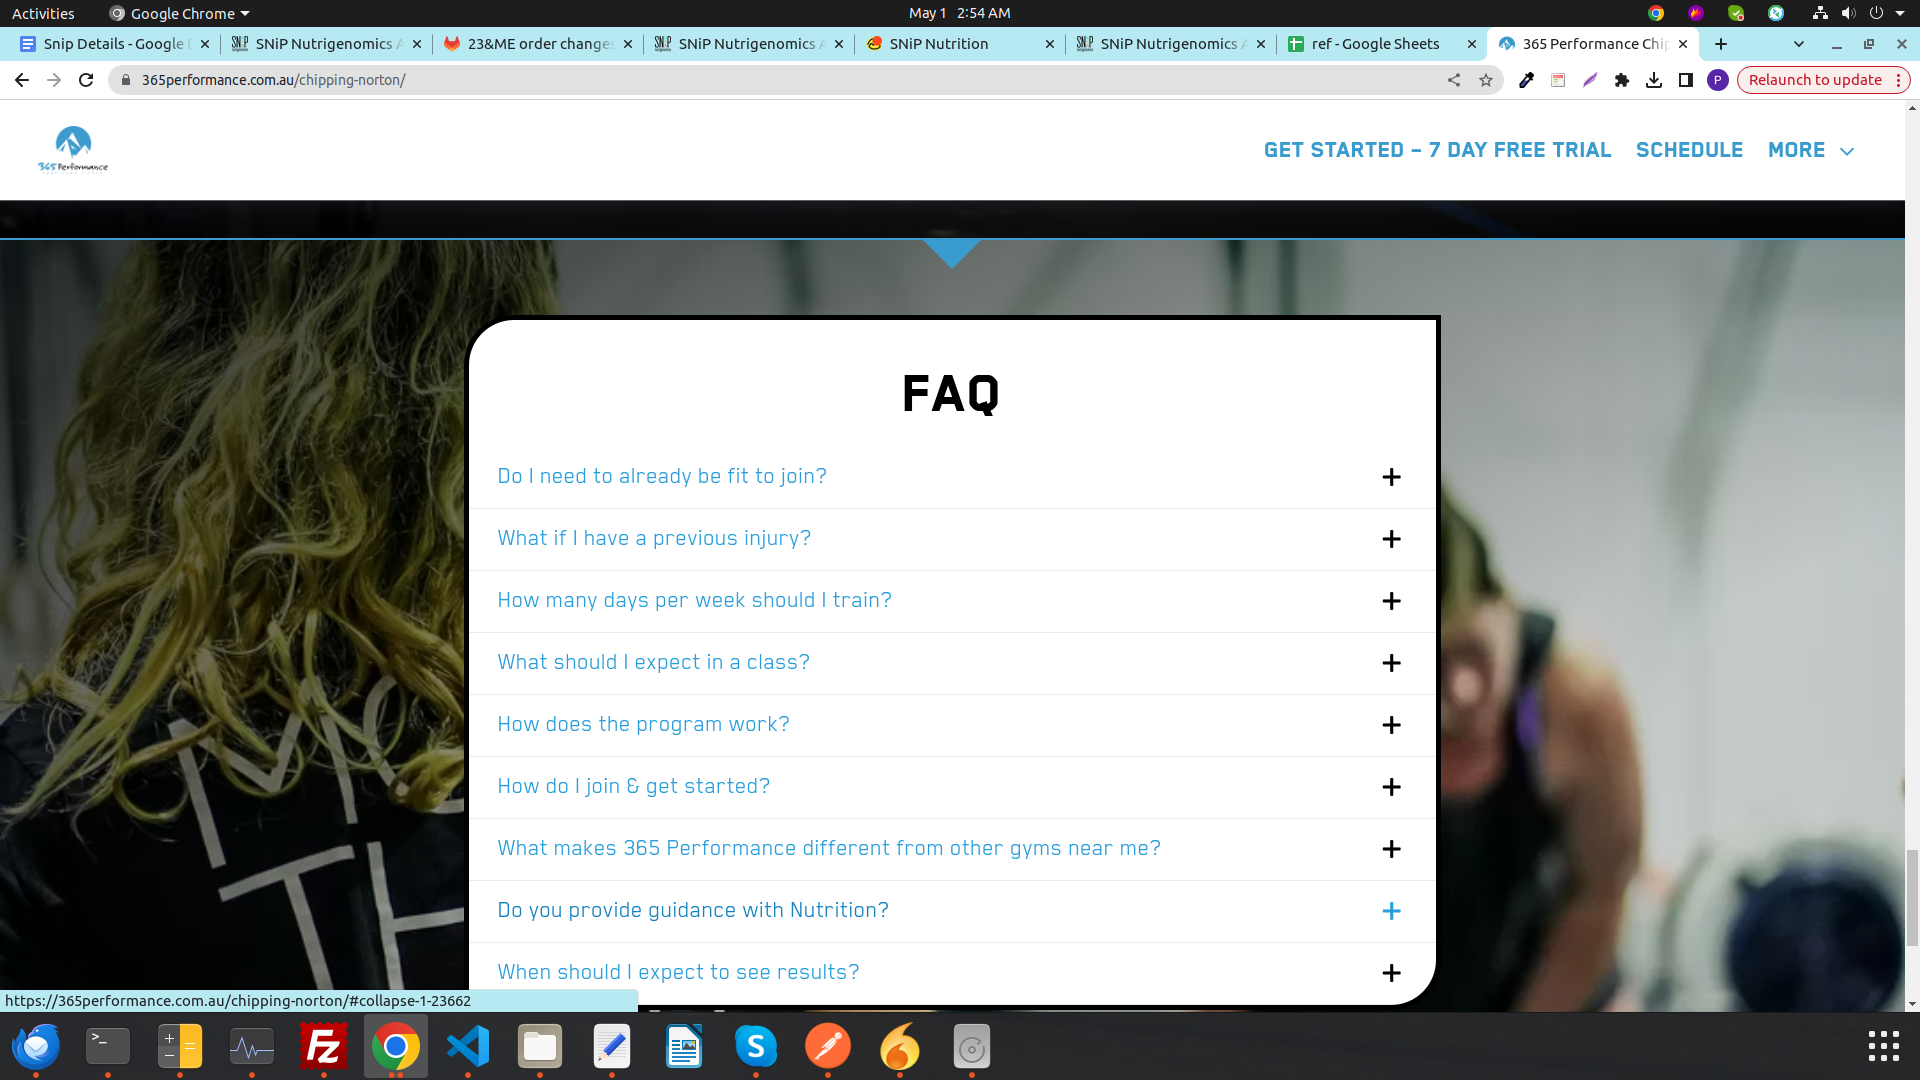 Activities
Google Chrome
May 1 2:54 AM
Snip Details - Google
SNiP Nutrigenomics
23&ME order changes
SNiP Nutrigenomics
SNiP Nutrition
SNiP Nutrigenomics
ref - Google Sheets
365 Performance Chip
365performance.com.au/chipping-norton/
P
Relaunch to update
365 Performance
GET STARTED – 7 DAY FREE TRIAL
SCHEDULE
MORE
FAQ
Do I need to already be fit to join?
What if I have a previous injury?
How many days per week should I train?
What should I expect in a class?
How does the program work?
How do I join & get started?
What makes 365 Performance different from other gyms near me?
Do you provide guidance with Nutrition?
When should I expect to see results?
https://365performance.com.au/chipping-norton/#collapse-1-23662